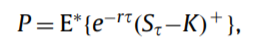 P = E*{e^{-rτ}(S_τ − K)^+},